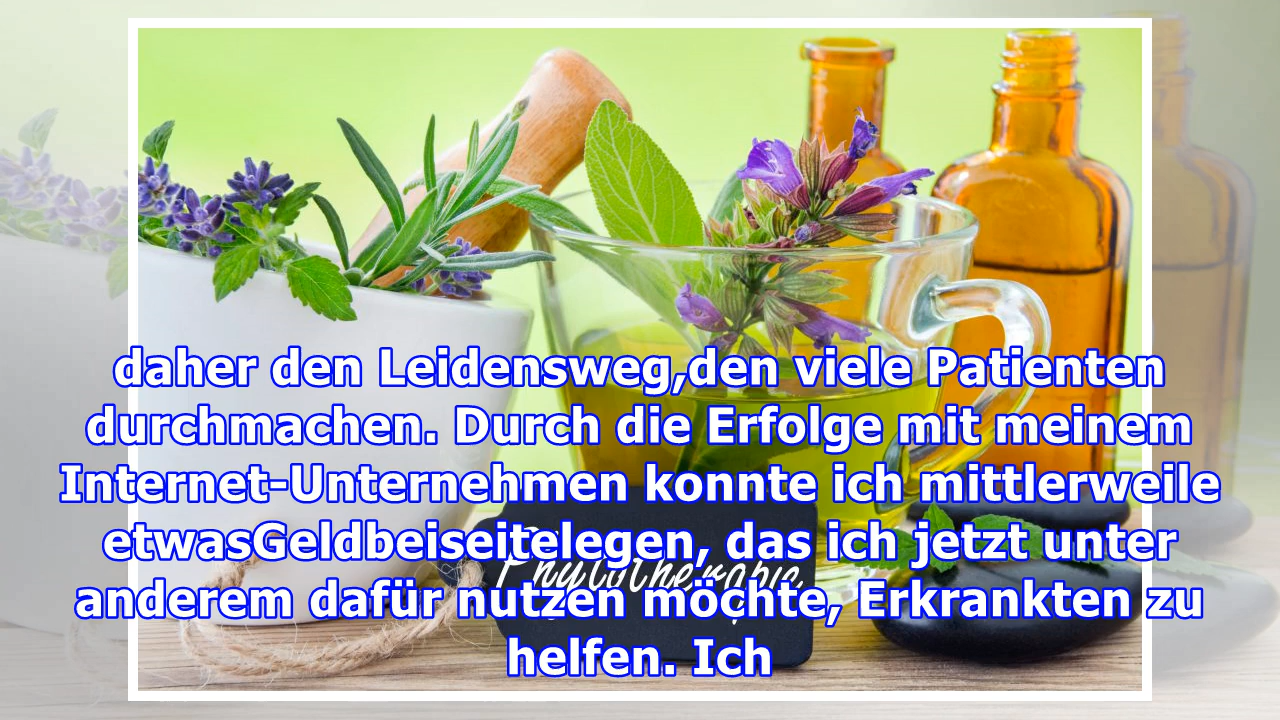 daher den Leidensweg,den viele Patienten
durchmachen. Durch die Erfolge mit meinem
Internet-Unternehmen konnte ich mittlerweile
etwasGeldbeiseitelegen, das ich jetzt unter
Phytotherapie
anderem dafür nutzen möchte, Erkrankten zu
helfen. Ich